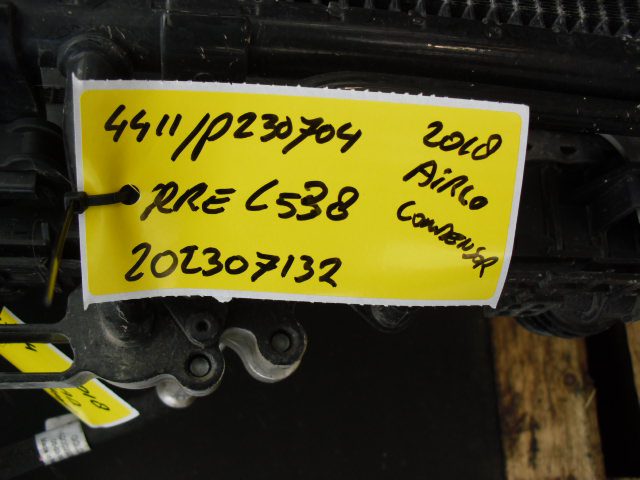 4411/P230704
RRE L538
202307132
2018
AIRCO
CONDENSOR